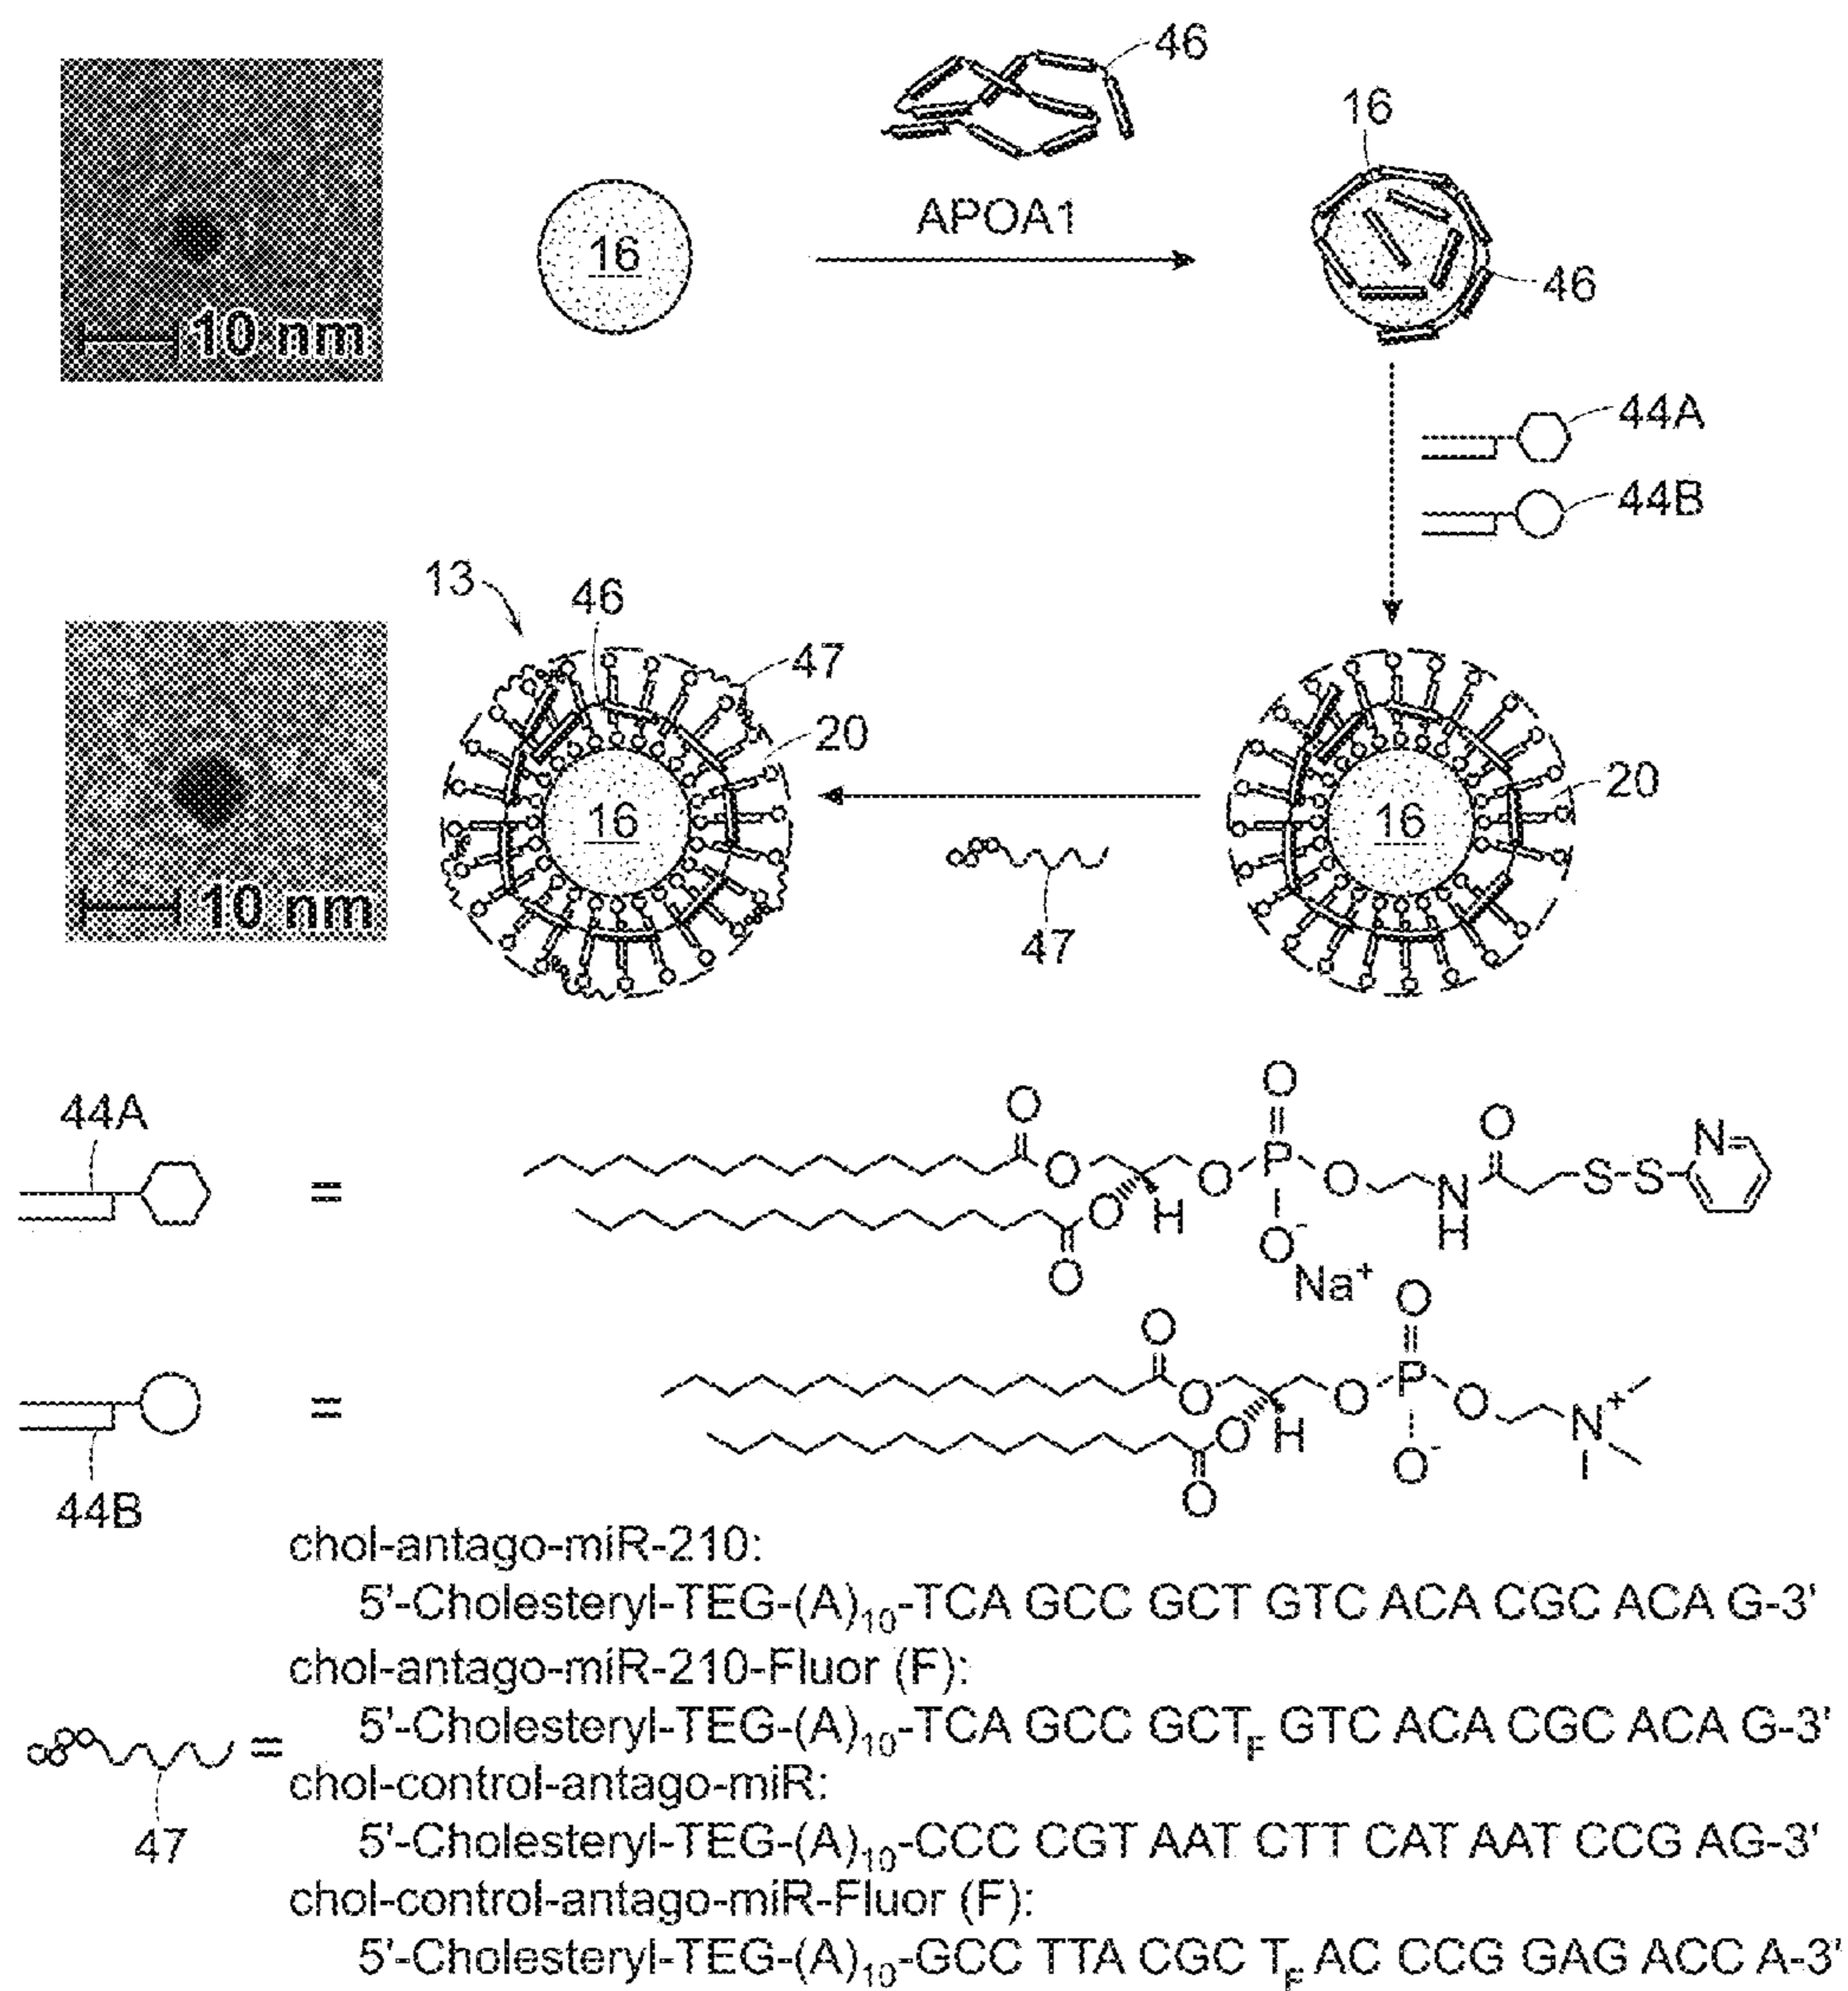 46
16
10 nm
16
APOA1
46
44A
44B
13
46
47
20
16
10 nm
47
20
16
44A
=
O
O
O
O
H
O
O
P
O-
Na+
O
N
H
O
S-S
N
44B
=
O
O
O
O
H
O
O
P
O-
O
N+
chol-antago-miR-210:
5'-Cholesteryl-TEG-(A)10-TCA GCC GCT GTC ACA CGC ACA G-3'
chol-antago-miR-210-Fluor (F):
5'-Cholesteryl-TEG-(A)10-TCA GCC GCTF GTC ACA CGC ACA G-3'
47
=
chol-control-antago-miR:
5'-Cholesteryl-TEG-(A)10-CCC CGT AAT CTT CAT AAT CCG AG-3'
chol-control-antago-miR-Fluor (F):
5'-Cholesteryl-TEG-(A)10-GCC TTA CGC TF AC CCG GAG ACC A-3'